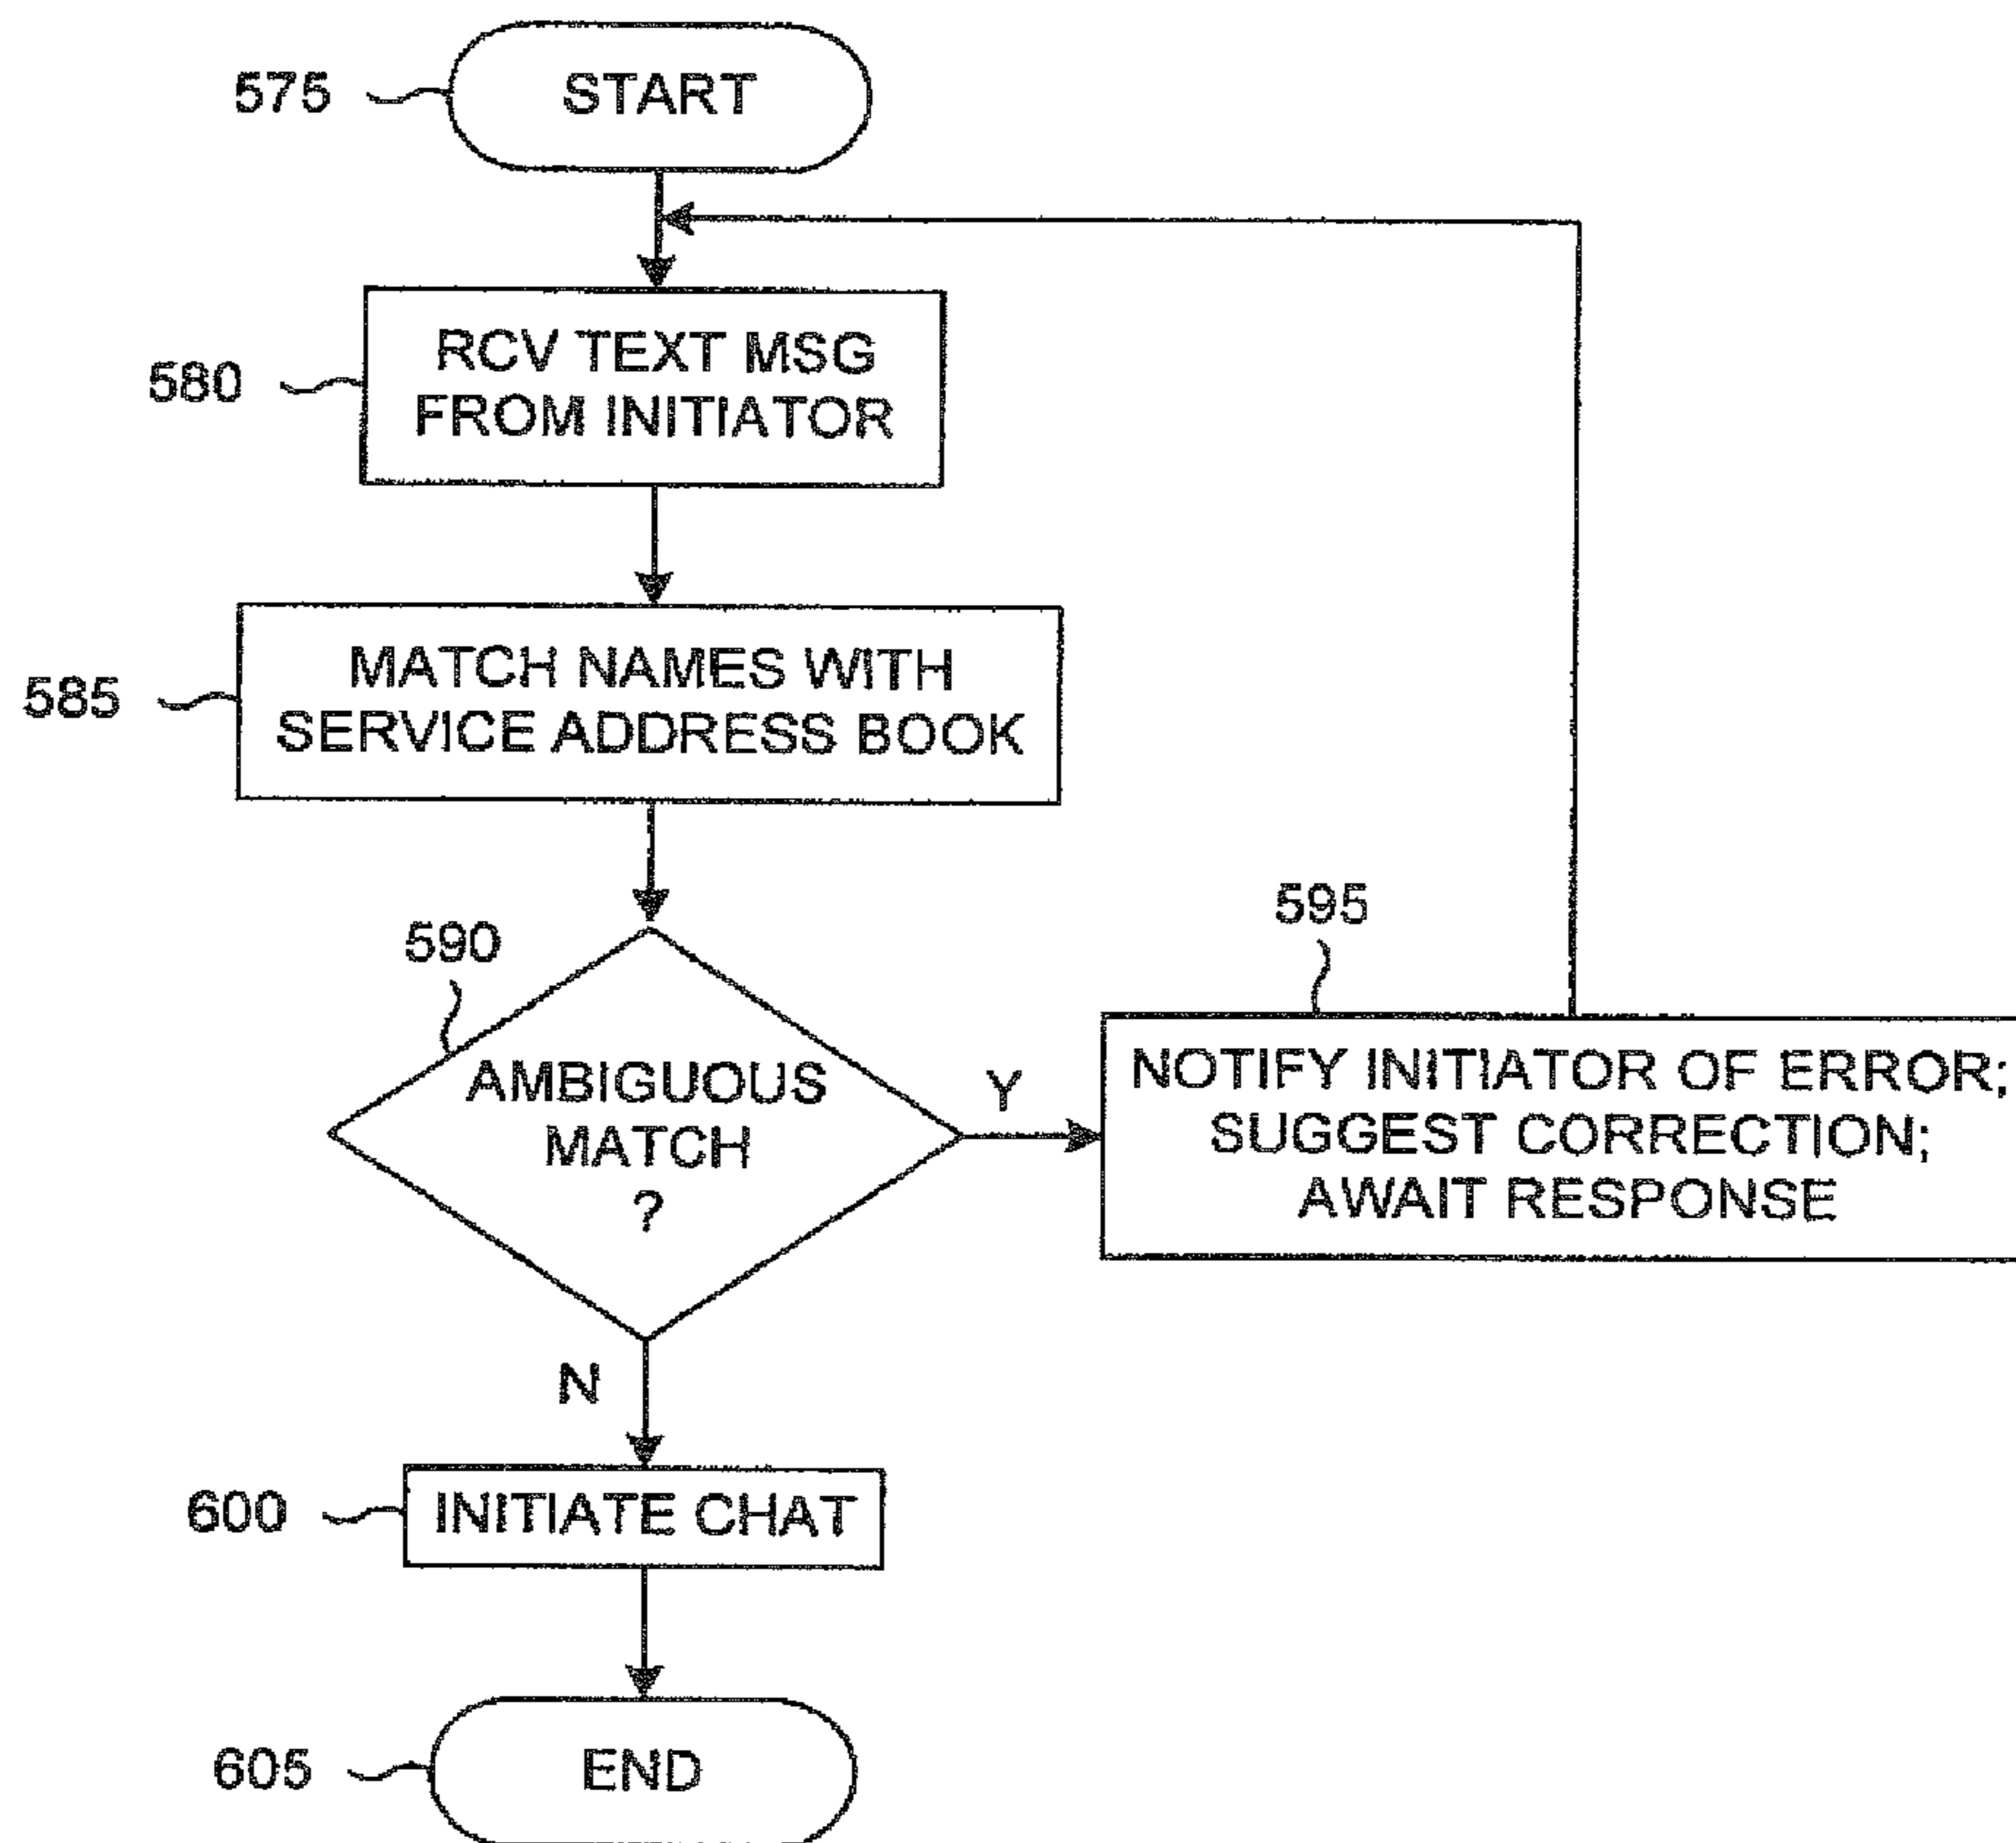 575
START
580
RCV TEXT MSG
FROM INITIATOR
585
MATCH NAMES WITH
SERVICE ADDRESS BOOK
590
AMBIGUOUS
MATCH
?
Y
595
NOTIFY INITIATOR OF ERROR;
SUGGEST CORRECTION;
AWAIT RESPONSE
N
600
INITIATE CHAT
605
END